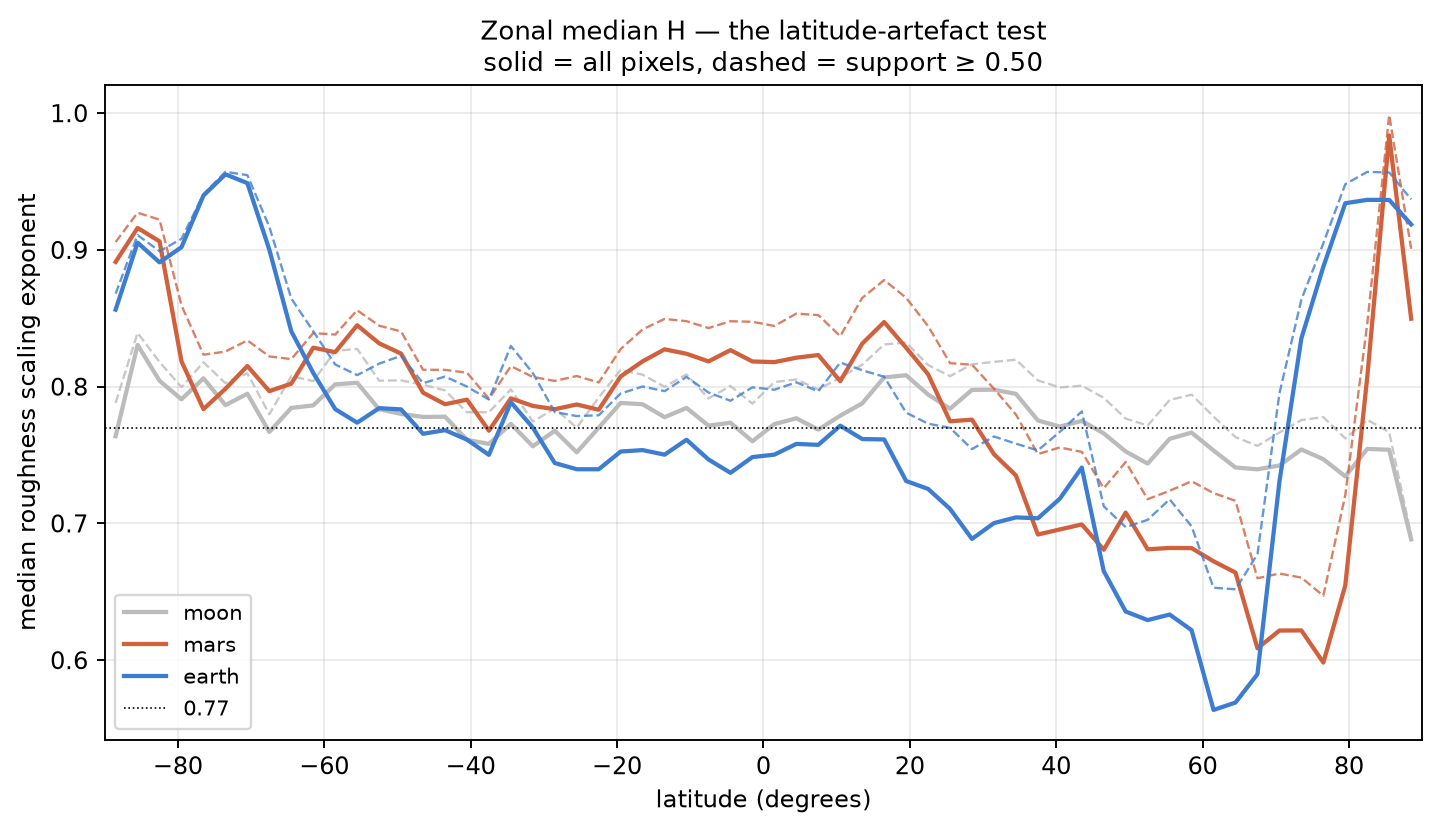 Zonal median H — the latitude-artefact test
solid = all pixels, dashed = support ≥ 0.50
median roughness scaling exponent
1.0
0.9
0.8
0.7
0.6
moon
mars
earth
0.77
−80
−60
−40
−20
0
20
40
60
80
latitude (degrees)